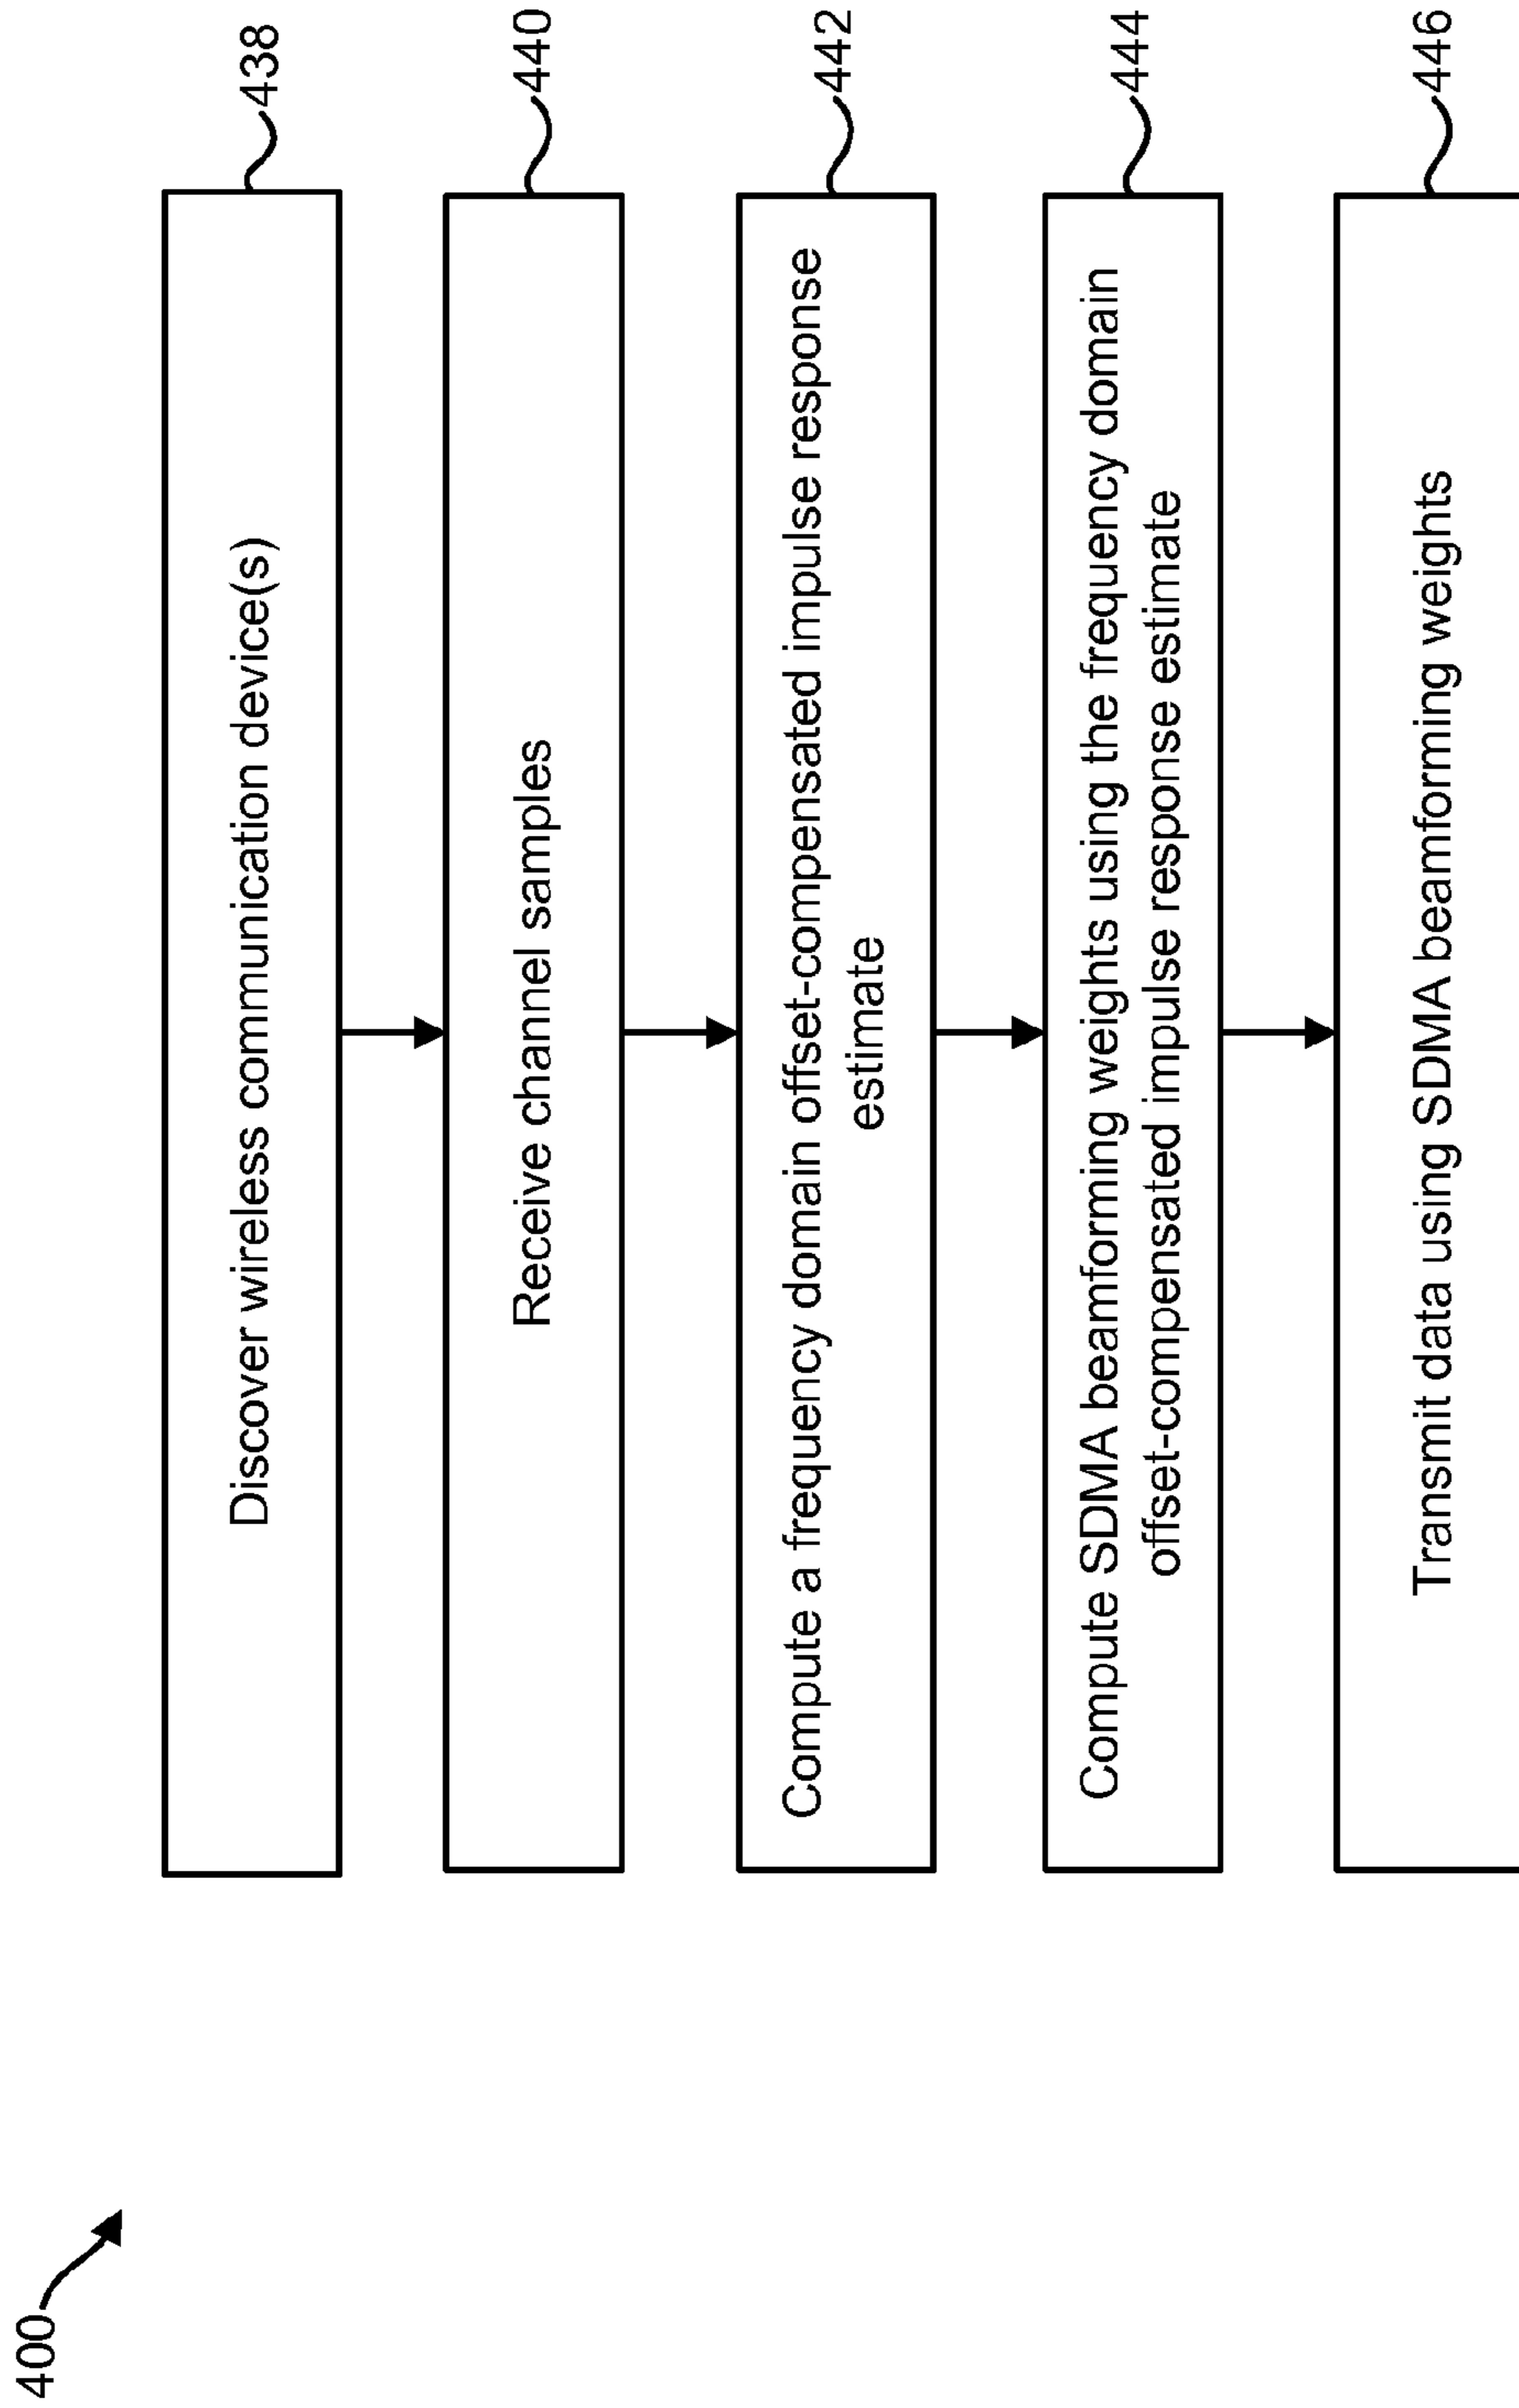 400
Discover wireless communication device(s)
438
Receive channel samples
440
Compute a frequency domain offset-compensated impulse response
estimate
442
Compute SDMA beamforming weights using the frequency domain
offset-compensated impulse response estimate
444
Transmit data using SDMA beamforming weights
446